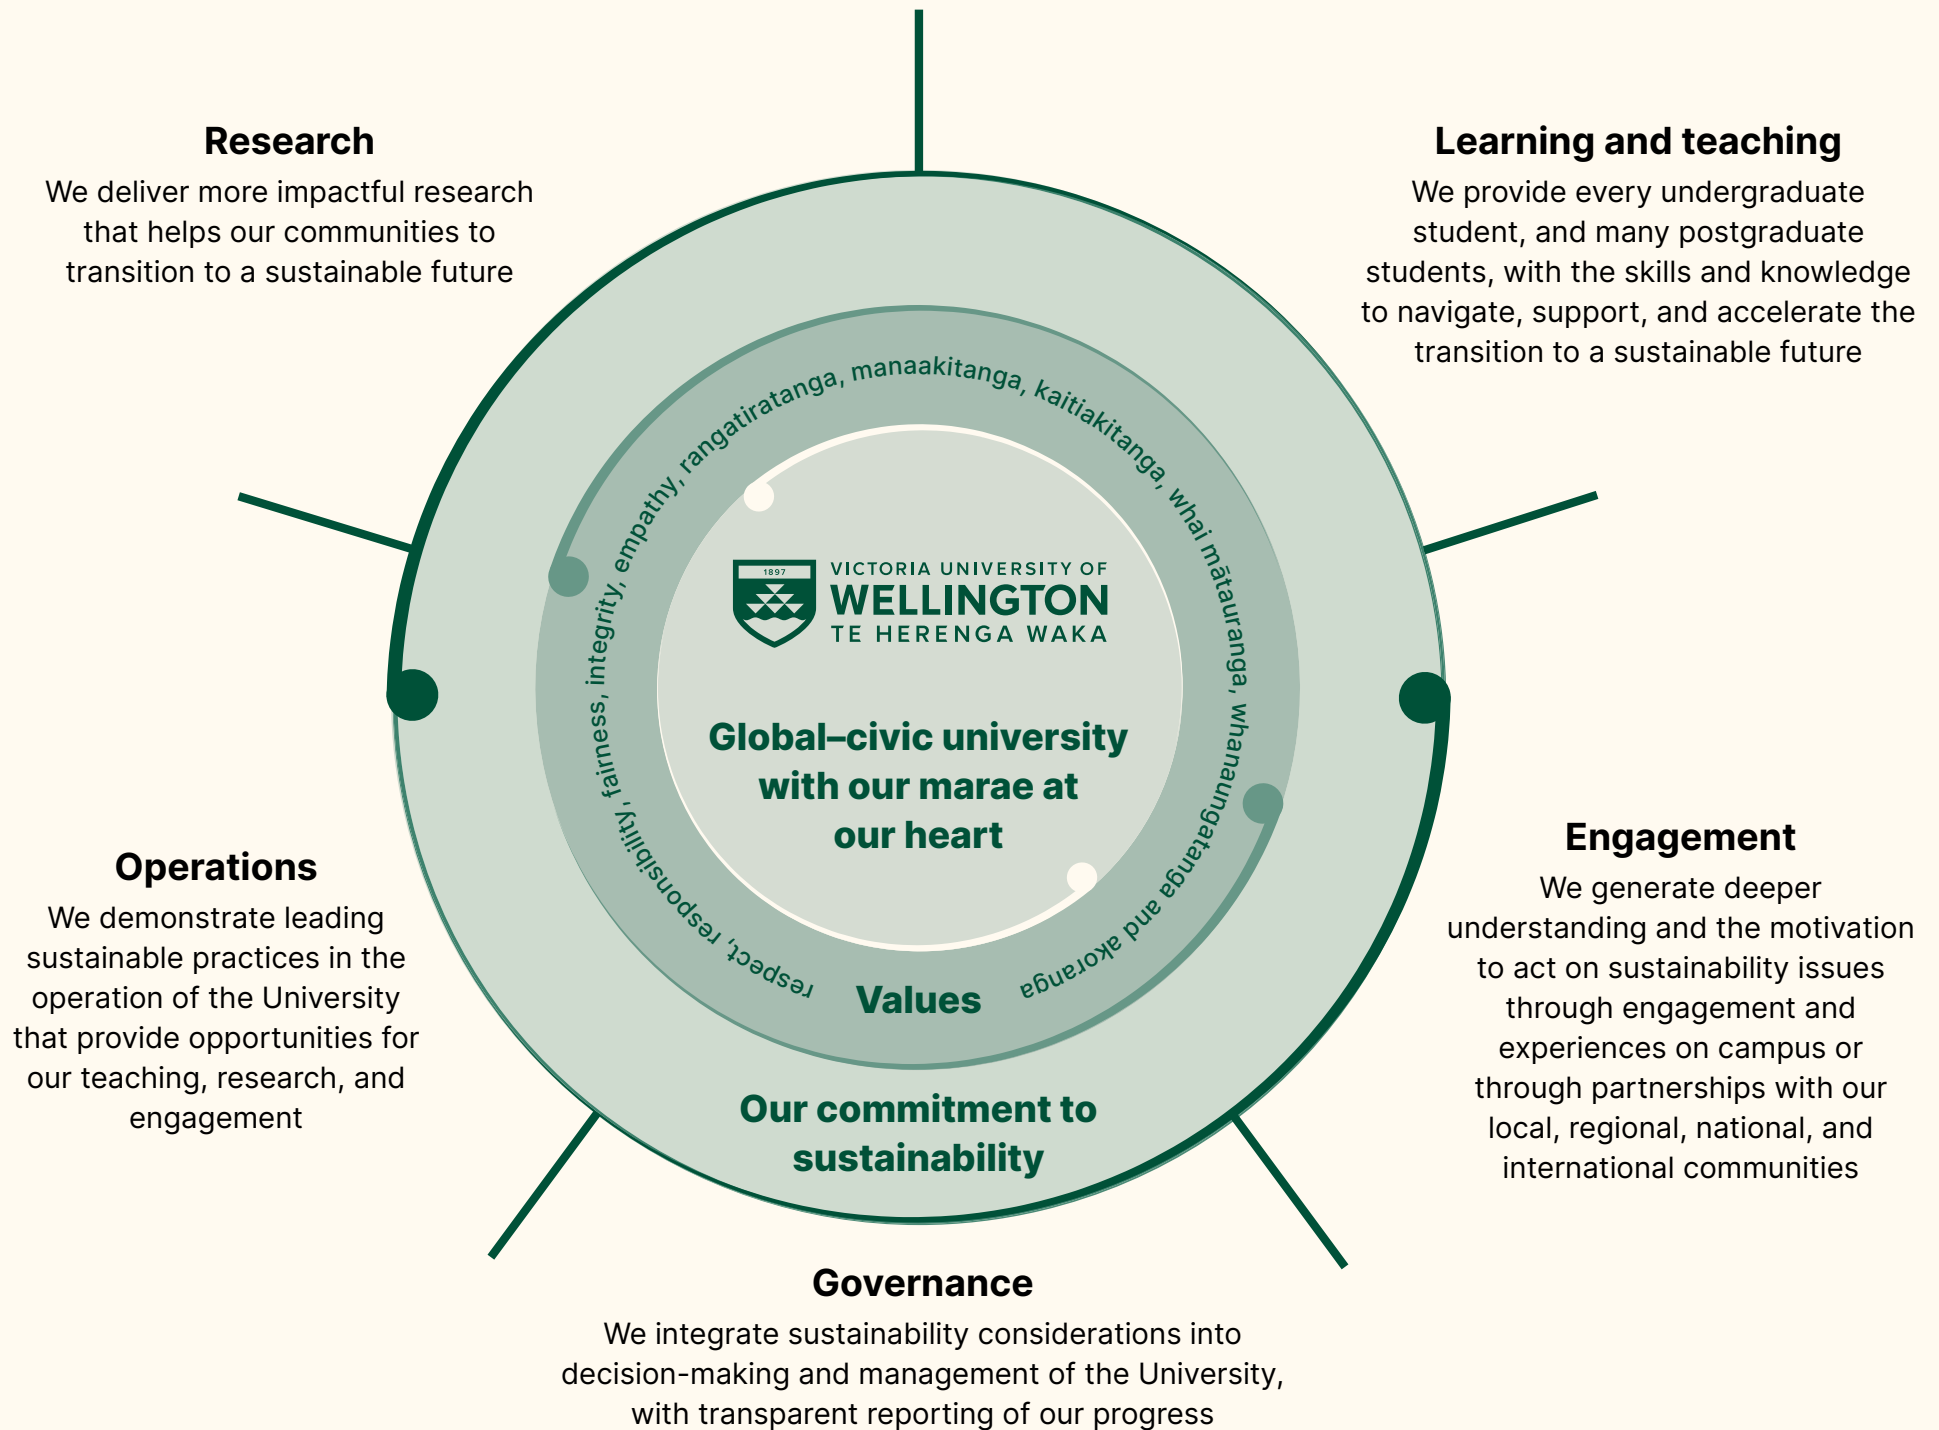 Research
We deliver more impactful research
that helps our communities to
transition to a sustainable future
Learning and teaching
We provide every undergraduate
student, and many postgraduate
students, with the skills and knowledge
to navigate, support, and accelerate the
transition to a sustainable future
respect, responsibility, fairness, integrity, empathy, rangatiratanga, manaakitanga, kaitiakitanga, whai mātauranga, whanaungatanga and akoranga
1897
VICTORIA UNIVERSITY OF
WELLINGTON
TE HERENGA WAKA
Global–civic university
with our marae at
our heart
Values
Our commitment to
sustainability
Operations
We demonstrate leading
sustainable practices in the
operation of the University
that provide opportunities for
our teaching, research, and
engagement
Engagement
We generate deeper
understanding and the motivation
to act on sustainability issues
through engagement and
experiences on campus or
through partnerships with our
local, regional, national, and
international communities
Governance
We integrate sustainability considerations into
decision-making and management of the University,
with transparent reporting of our progress